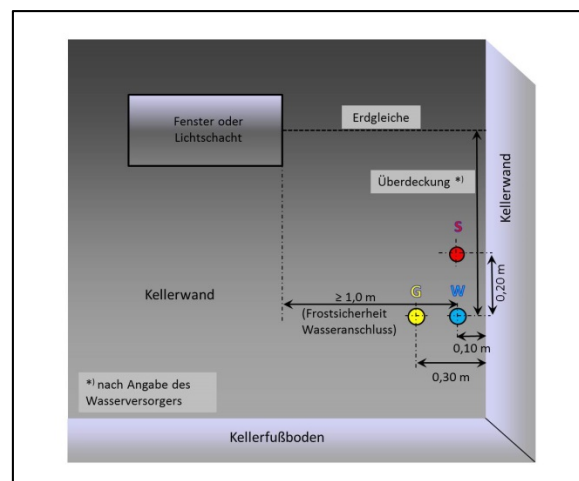 Fenster oder
Lichtschacht
Erdgleiche
Überdeckung *)
Kellerwand
S
0,20 m
Kellerwand
≥ 1,0 m
G
W
(Frostsicherheit
Wasseranschluss)
0,10 m
0,30 m
*) nach Angabe des
Wasserversorgers
Kellerfußboden